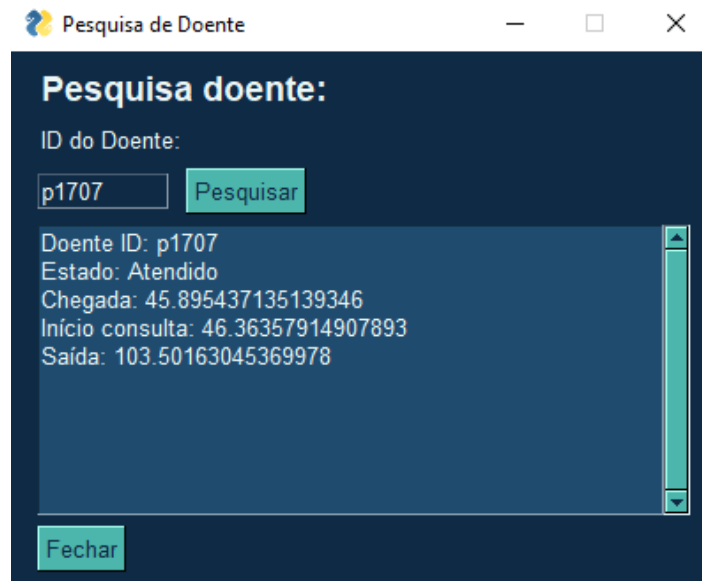 Pesquisa de Doente
Pesquisa doente:
ID do Doente:
p1707 Pesquisar
Doente ID: p1707
Estado: Atendido
Chegada: 45.895437135139346
Início consulta: 46.36357914907893
Saída: 103.50163045369978
Fechar